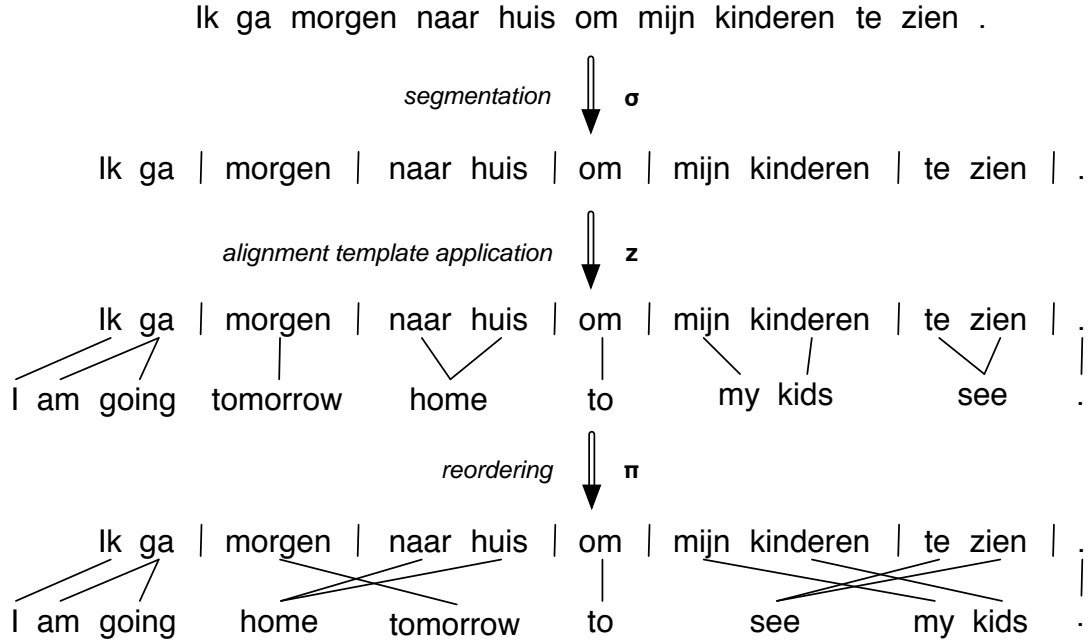 Ik ga morgen naar huis om mijn kinderen te zien .
segmentation σ
Ik ga | morgen | naar huis | om | mijn kinderen | te zien | .
alignment template application z
Ik ga | morgen | naar huis | om | mijn kinderen | te zien | .
I am going tomorrow home to my kids see .
reordering π
Ik ga | morgen | naar huis | om | mijn kinderen | te zien | .
I am going home tomorrow to see my kids .